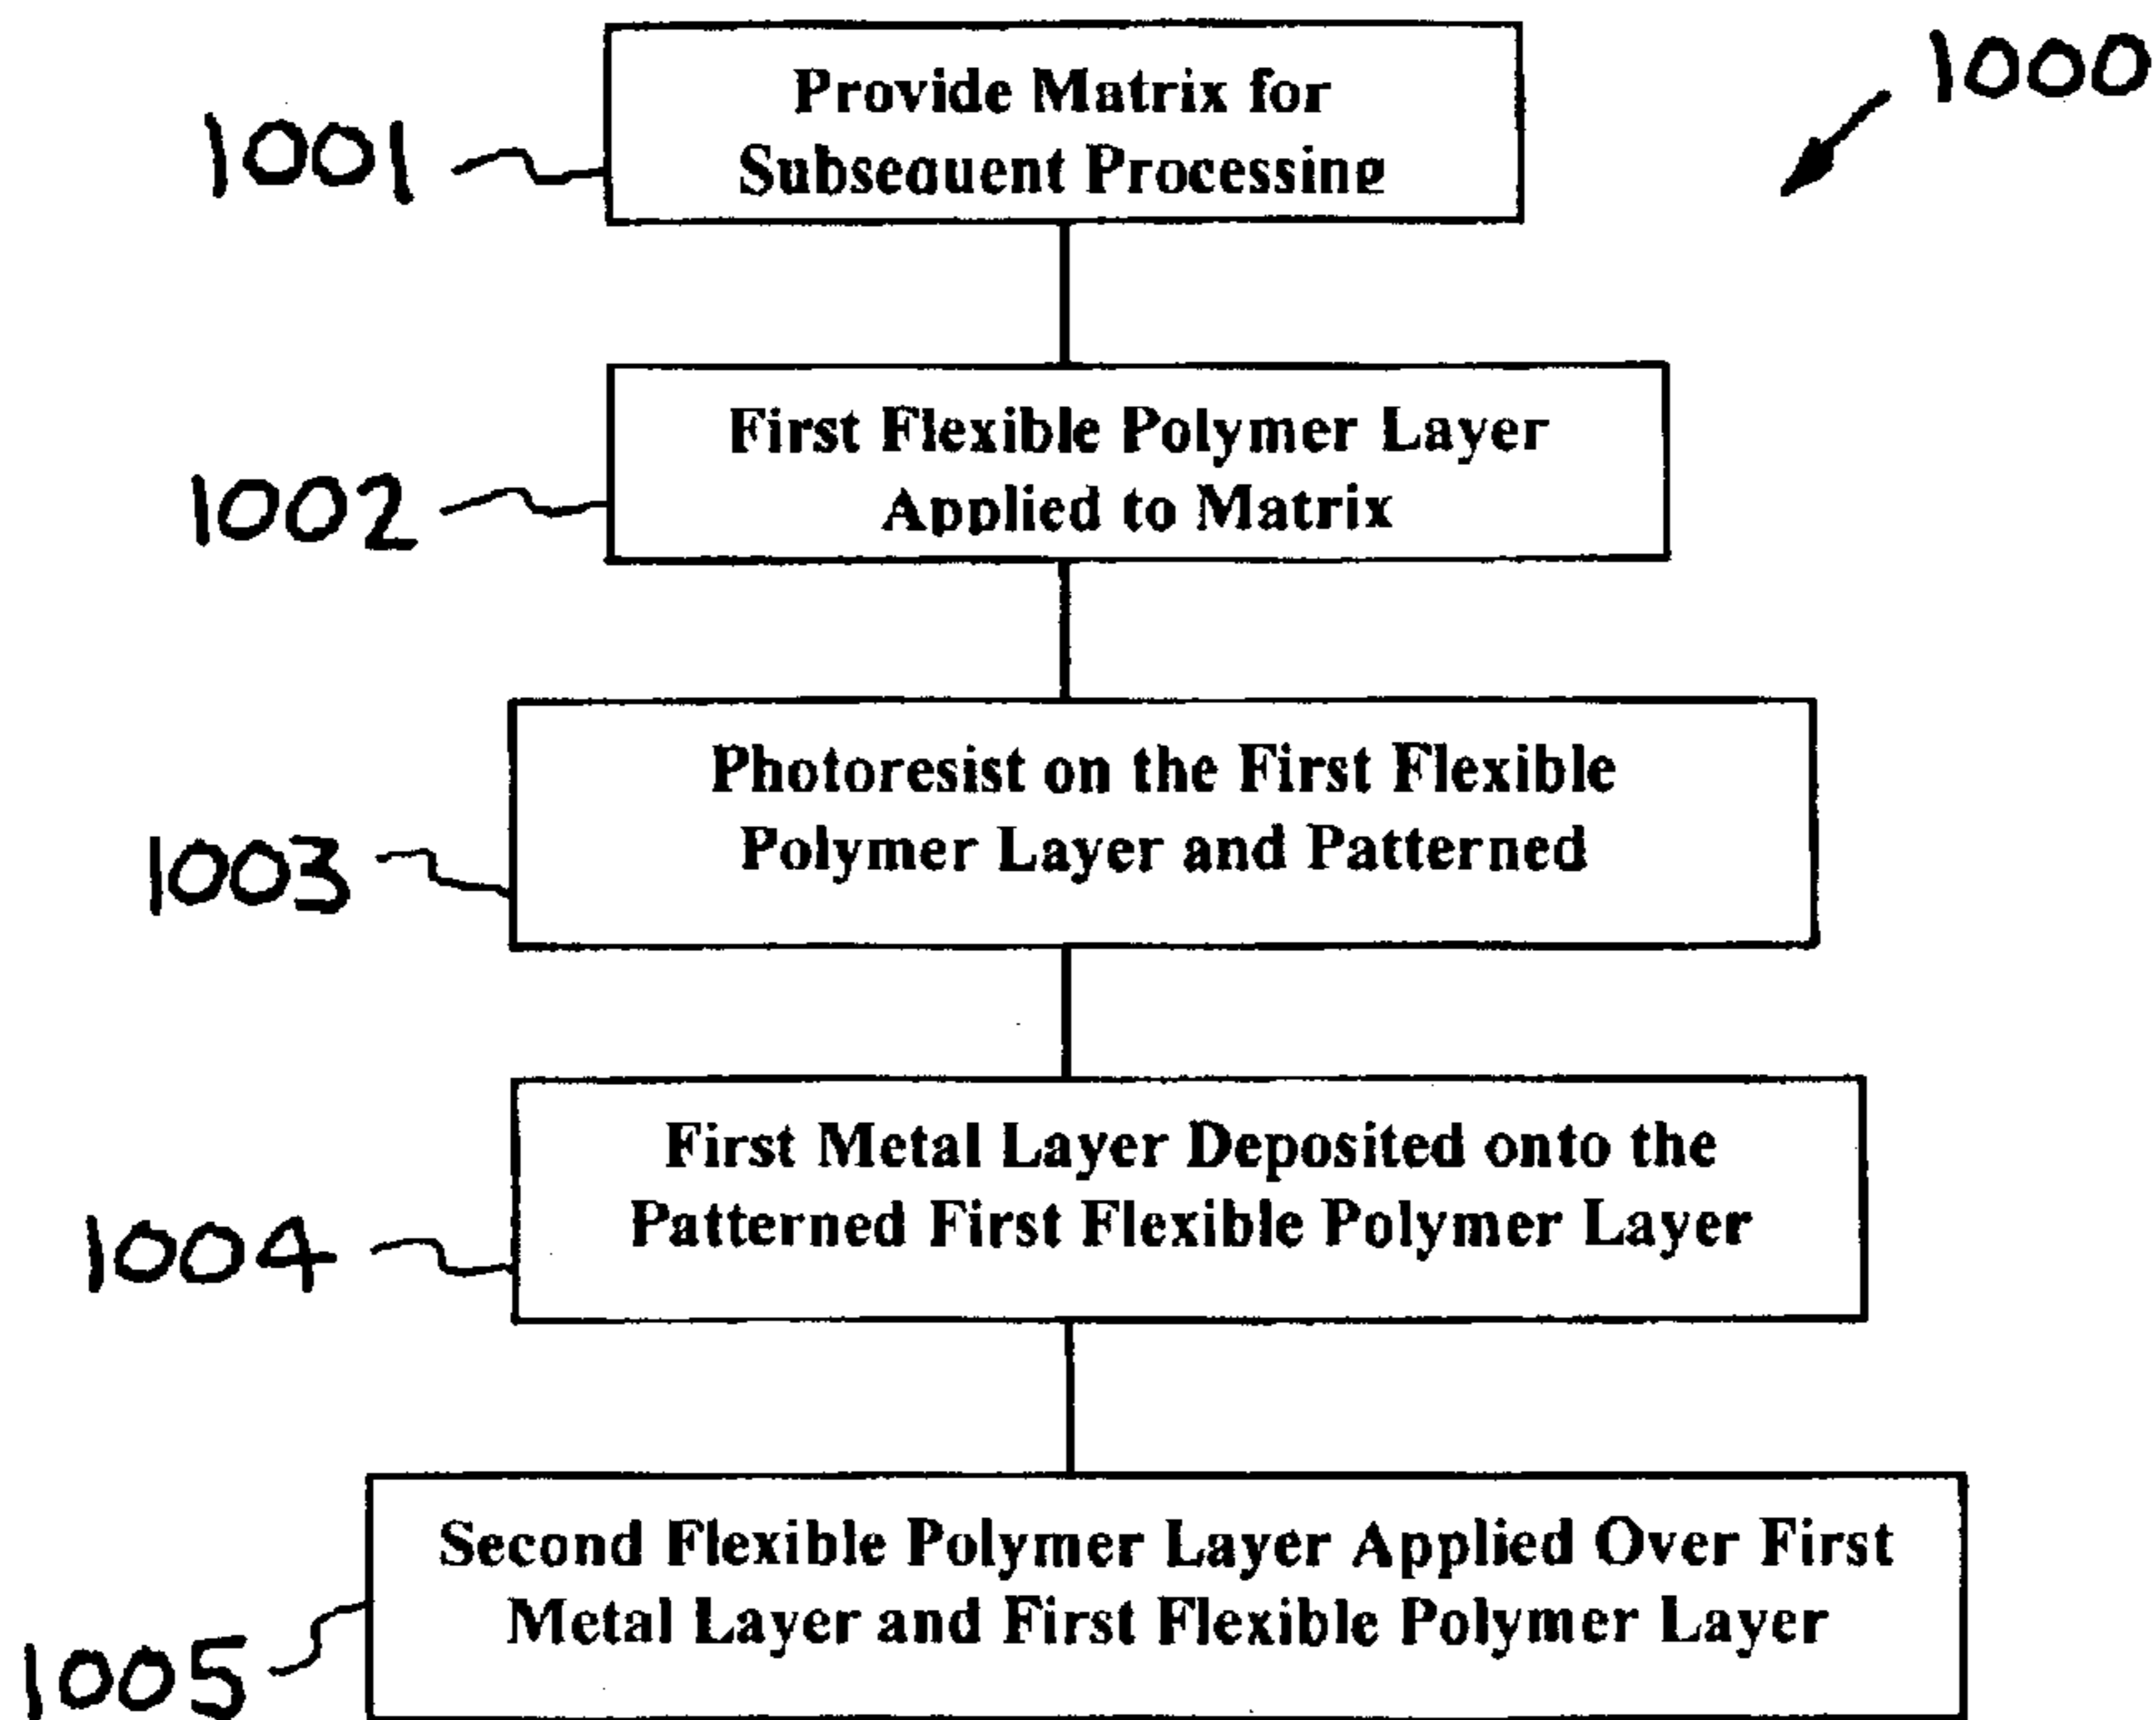 1000
1001
Provide Matrix for
Subsequent Processing
1002
First Flexible Polymer Layer
Applied to Matrix
1003
Photoresist on the First Flexible
Polymer Layer and Patterned
1004
First Metal Layer Deposited onto the
Patterned First Flexible Polymer Layer
1005
Second Flexible Polymer Layer Applied Over First
Metal Layer and First Flexible Polymer Layer